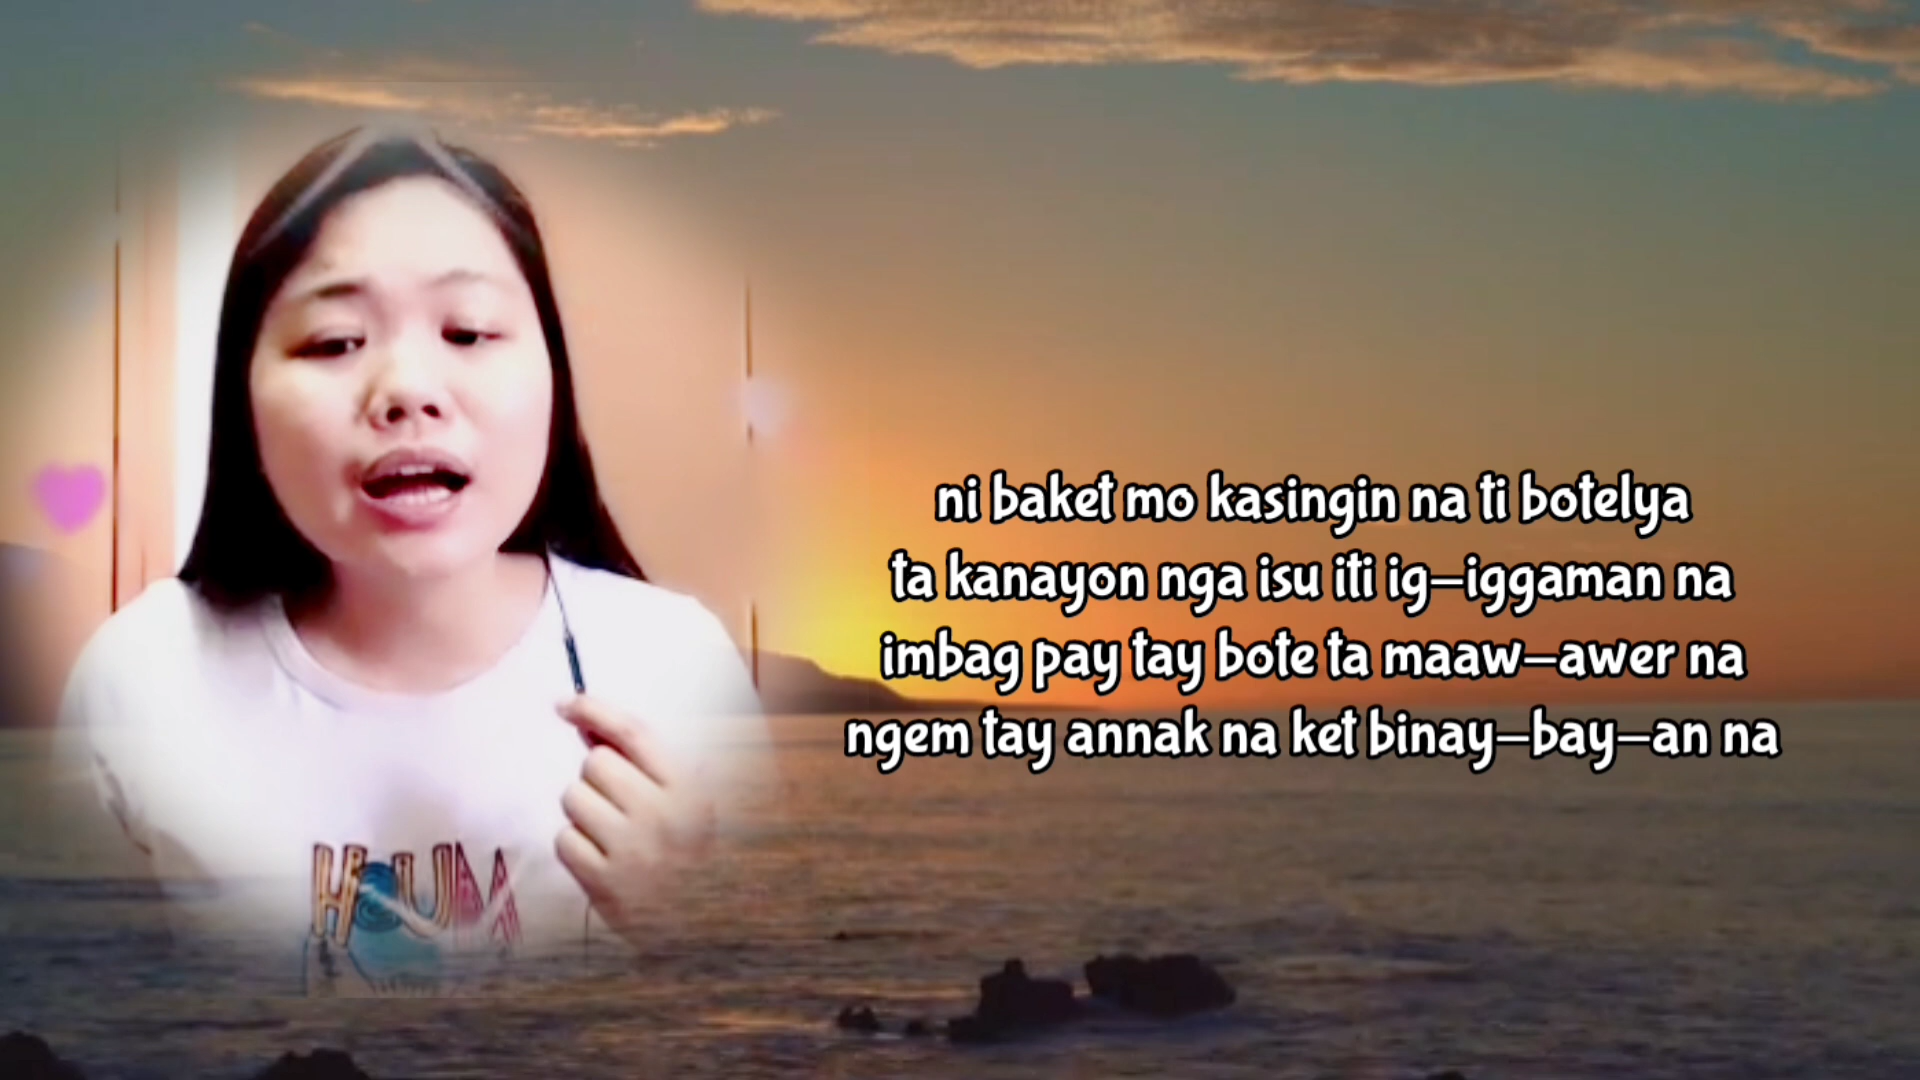 ni baket mo kasingin na ti botelya
ta kanayon nga isu iti ig-iggaman na
imbag pay tay bote ta maaw-awer na
ngem tay annak na ket binay-bay-an na